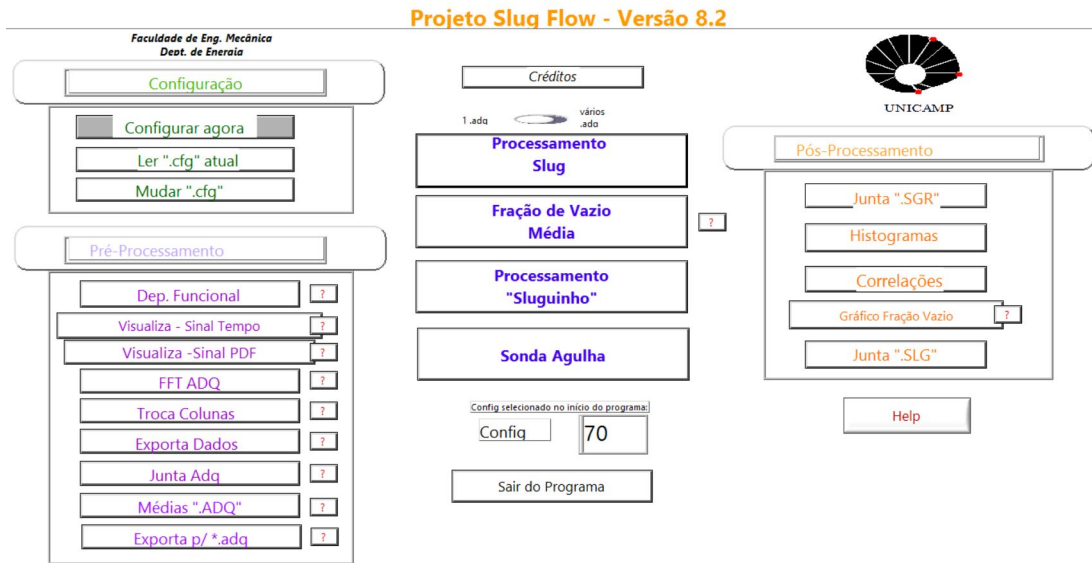 Projeto Slug Flow - Versão 8.2
Faculdade de Eng. Mecânica
Dept. de Energia
Configuração
Configurar agora
Ler ".cfg" atual
Mudar ".cfg"
Pré-Processamento
Dep. Funcional ?
Visualiza - Sinal Tempo ?
Visualiza -Sinal PDF ?
FFT ADQ ?
Troca Colunas ?
Exporta Dados ?
Junta Adq ?
Médias ".ADQ" ?
Exporta p/ *.adq ?
Créditos
1 .adq
vários
.adq
Processamento
Slug
Fração de Vazio
Média
?
Processamento
"Sluguinho"
Sonda Agulha
Config selecionado no início do programa:
Config 70
Sair do Programa
UNICAMP
Pós-Processamento
Junta ".SGR"
Histogramas
Correlações
Gráfico Fração Vazio ?
Junta ".SLG"
Help